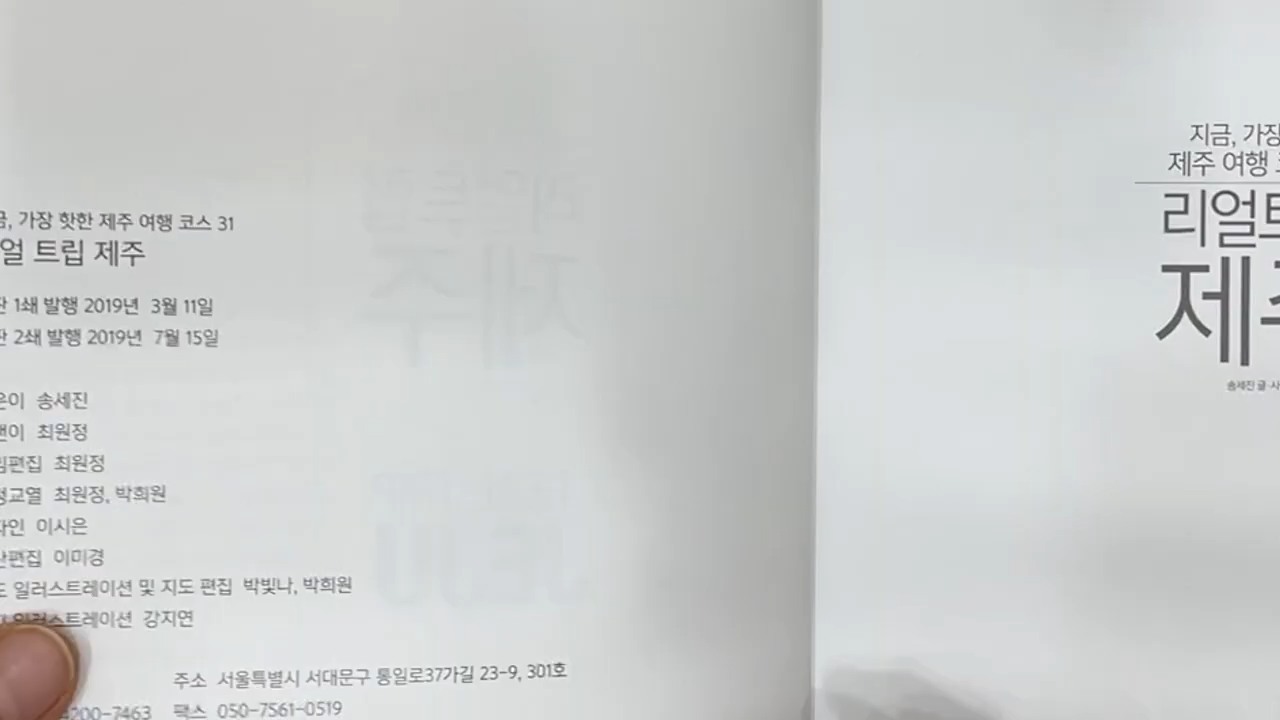 금, 가장 핫한 제주 여행 코스 31
얼 트립 제주
판 1쇄 발행 2019년 3월 11일
판 2쇄 발행 2019년 7월 15일
은이 송세진
낸이 최원정
편집 최원정
정교열 최원정, 박희원
자인 이시은
산편집 이미경
도 일러스트레이션 및 지도 편집 박빛나, 박희원
일러스트레이션 강지연
주소 서울특별시 서대문구 통일로37가길 23-9, 301호
-200-7463 팩스 050-7561-0519
지금, 가장
제주 여행
리얼트
제주
송세진 글·사